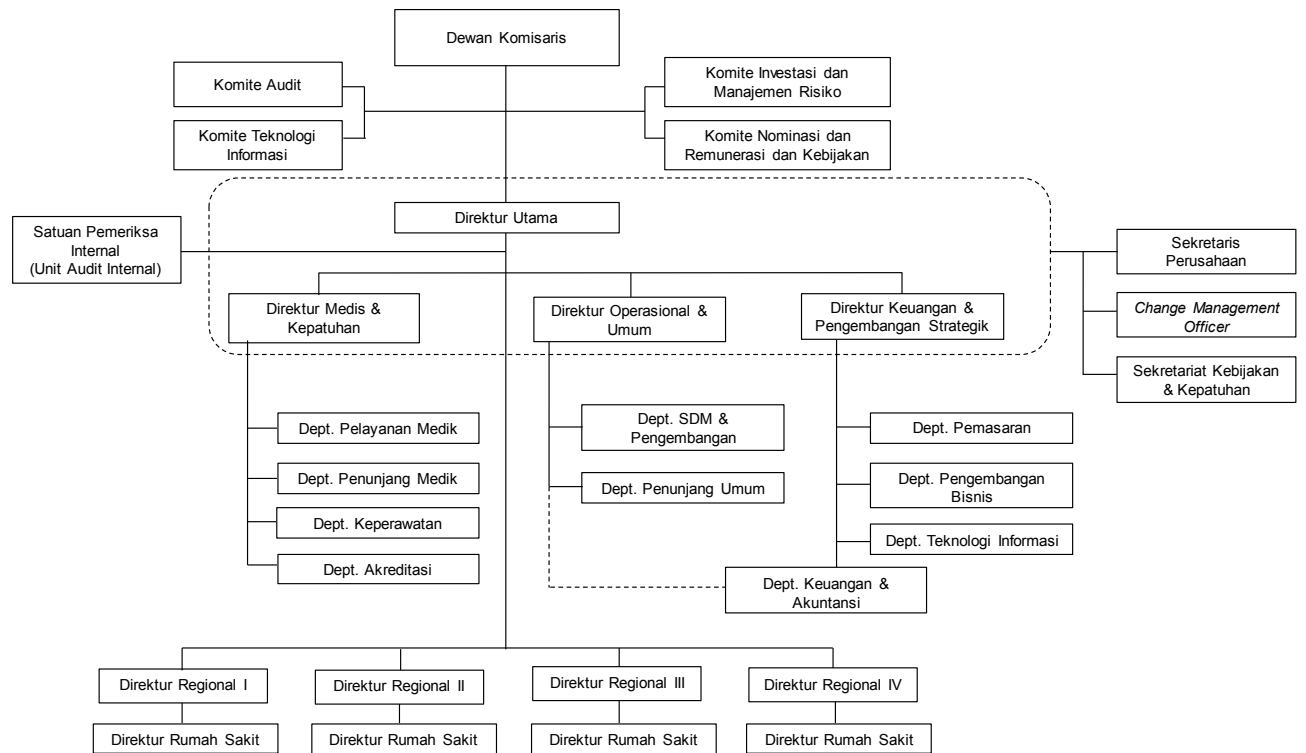 Dewan Komisaris
Komite Audit
Komite Investasi dan
Manajemen Risiko
Komite Teknologi
Informasi
Komite Nominasi dan
Remunerasi dan Kebijakan
Direktur Utama
Satuan Pemeriksa
Internal
(Unit Audit Internal)
Sekretaris
Perusahaan
Direktur Medis &
Kepatuhan
Direktur Operasional &
Umum
Direktur Keuangan &
Pengembangan Strategik
Change Management
Officer
Sekretariat Kebijakan
& Kepatuhan
Dept. Pelayanan Medik
Dept. Penunjang Medik
Dept. Keperawatan
Dept. Akreditasi
Dept. SDM &
Pengembangan
Dept. Penunjang Umum
Dept. Pemasaran
Dept. Pengembangan
Bisnis
Dept. Teknologi Informasi
Dept. Keuangan &
Akuntansi
Direktur Regional I
Direktur Regional II
Direktur Regional III
Direktur Regional IV
Direktur Rumah Sakit
Direktur Rumah Sakit
Direktur Rumah Sakit
Direktur Rumah Sakit